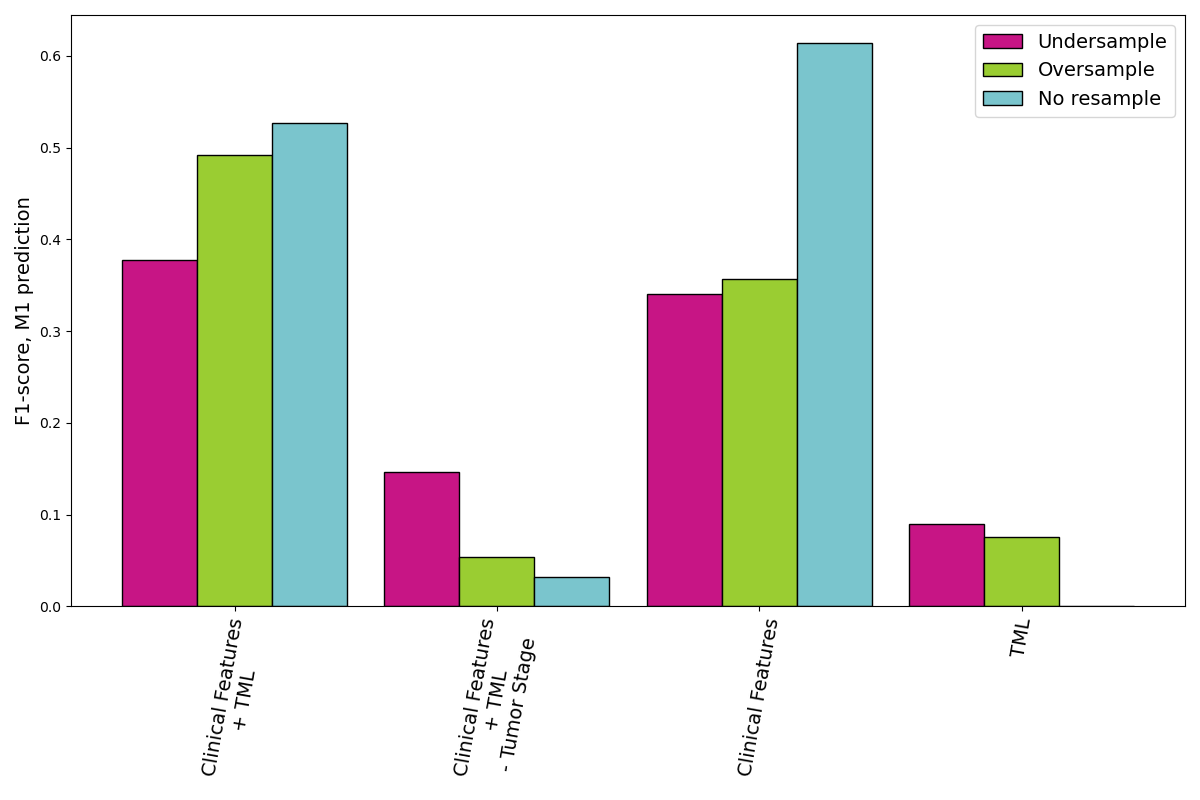 Undersample
Oversample
No resample
F1-score, M1 prediction
0.6
0.5
0.4
0.3
0.2
0.1
0.0
Clinical Features
+ TML
Clinical Features
+ TML
- Tumor Stage
Clinical Features
TML